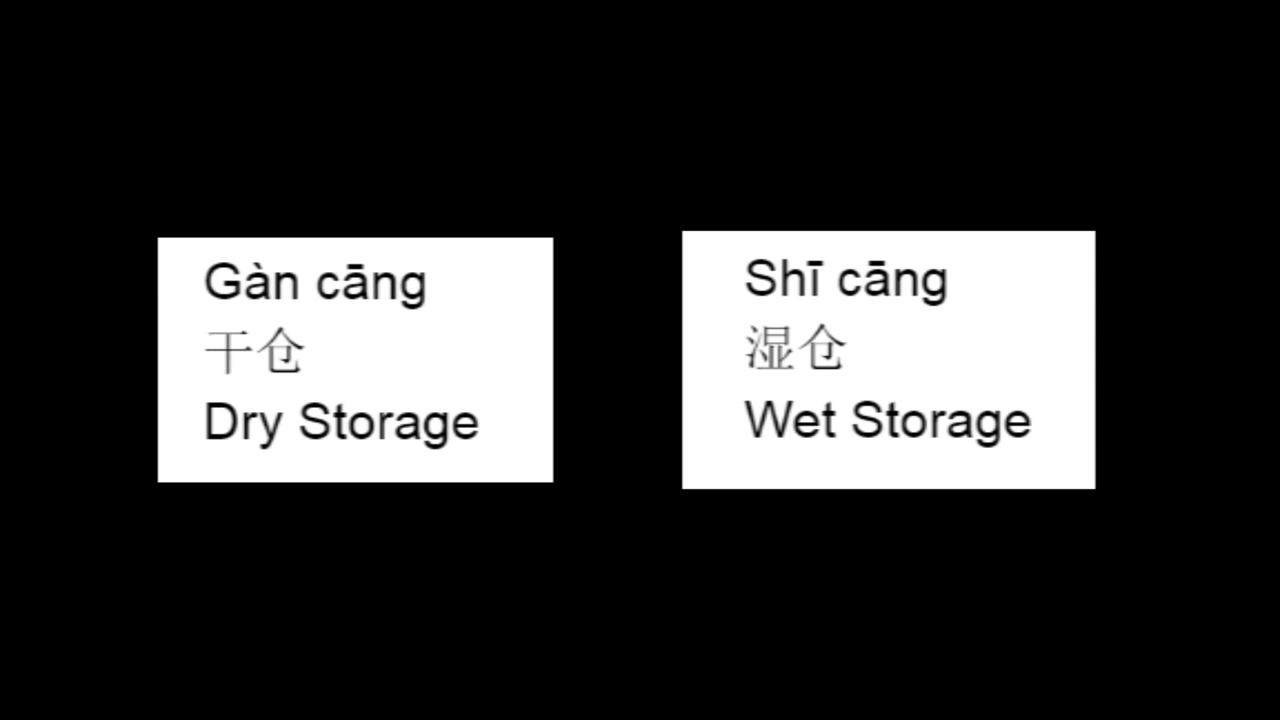 Gàn cāng
干仓
Dry Storage
Shī cāng
湿仓
Wet Storage